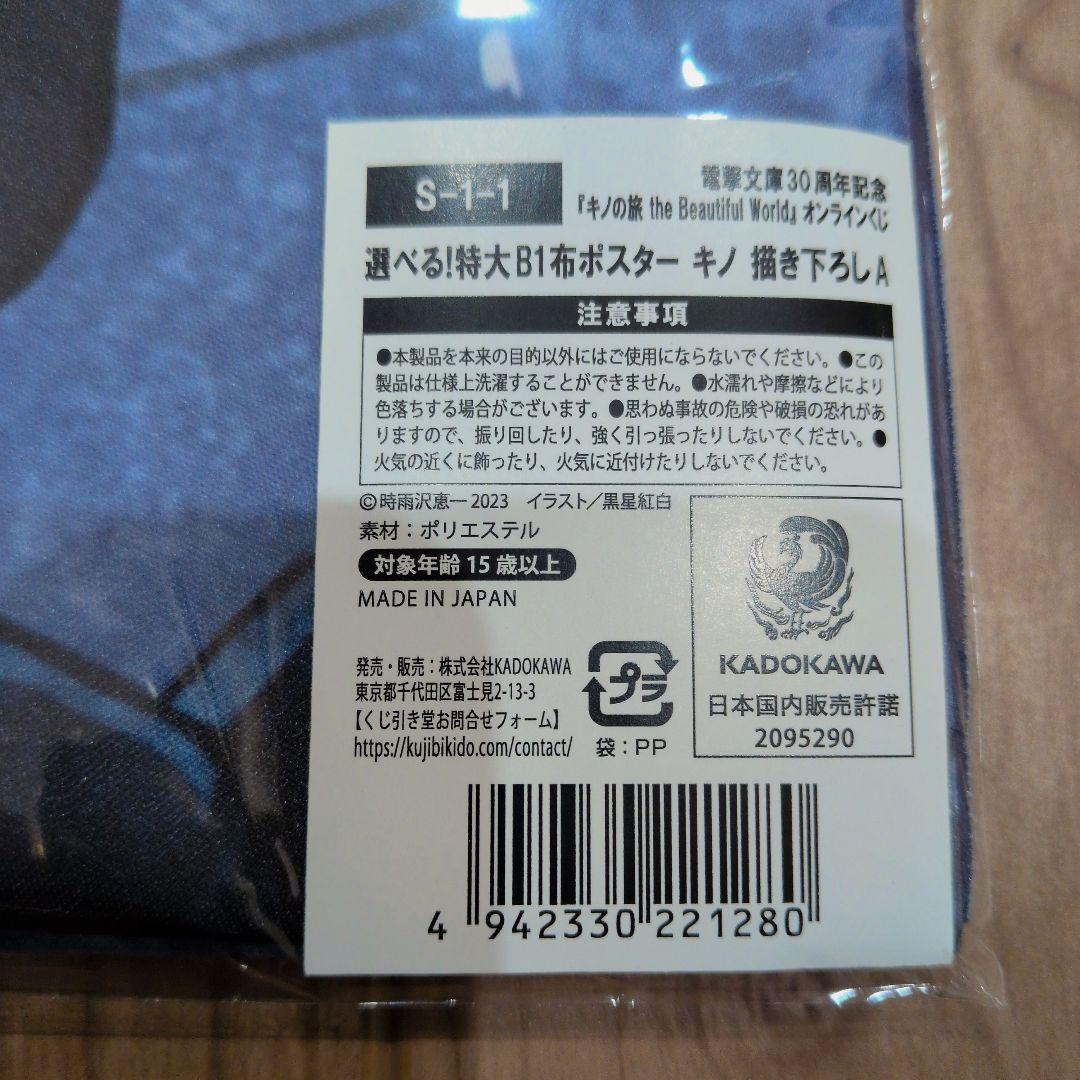 S-1-1
電撃文庫30周年記念
『キノの旅 the Beautiful World』オンラインくじ
選べる!特大B1布ポスター キノ 描き下ろしA
注意事項
●本製品を本来の目的以外にはご使用にならないでください。●この
製品は仕様上洗濯することができません。●水濡れや摩擦などにより
色落ちする場合がございます。●思わぬ事故の危険や破損の恐れがあ
りますので、振り回したり、強く引っ張ったりしないでください。●
火気の近くに飾ったり、火気に近付けたりしないでください。
©時雨沢恵一 2023 イラスト/黒星紅白
素材:ポリエステル
対象年齢15歳以上
MADE IN JAPAN
発売・販売:株式会社KADOKAWA
東京都千代田区富士見2-13-3
【くじ引き堂お問合せフォーム】
https://kujibikido.com/contact/
プラ
袋:PP
KADOKAWA
日本国内販売許諾
2095290
4 942330 221280